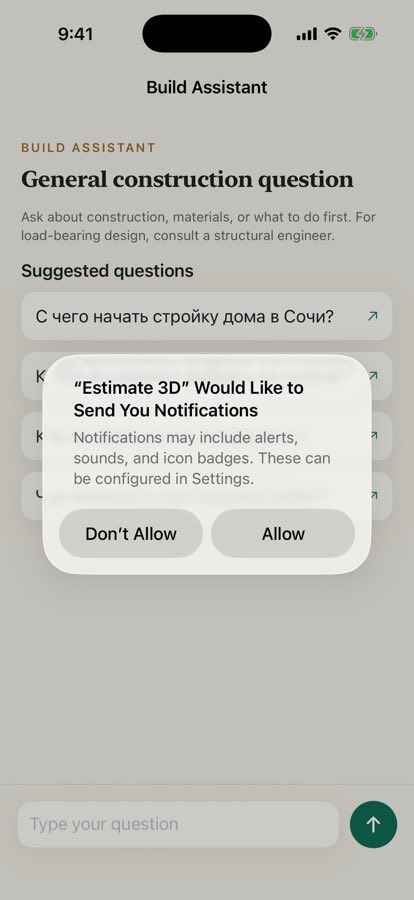 9:41
Build Assistant
BUILD ASSISTANT
General construction question
Ask about construction, materials, or what to do first. For
load-bearing design, consult a structural engineer.
Suggested questions
С чего начать стройку дома в Сочи?
“Estimate 3D” Would Like to
Send You Notifications
Notifications may include alerts,
sounds, and icon badges. These can
be configured in Settings.
Don’t Allow
Allow
Type your question